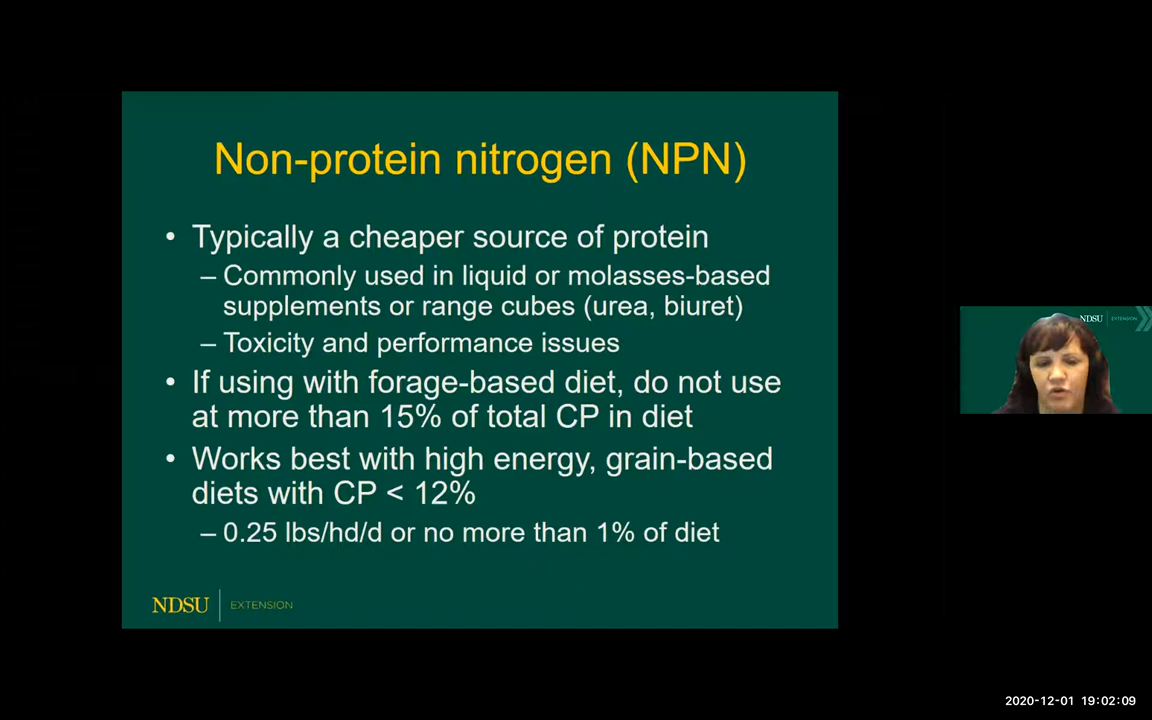 Non-protein nitrogen (NPN)
• Typically a cheaper source of protein
– Commonly used in liquid or molasses-based
supplements or range cubes (urea, biuret)
– Toxicity and performance issues
• If using with forage-based diet, do not use
at more than 15% of total CP in diet
• Works best with high energy, grain-based
diets with CP < 12%
– 0.25 lbs/hd/d or no more than 1% of diet
NDSU EXTENSION
NDSU EXTENSION
2020-12-01 19:02:09